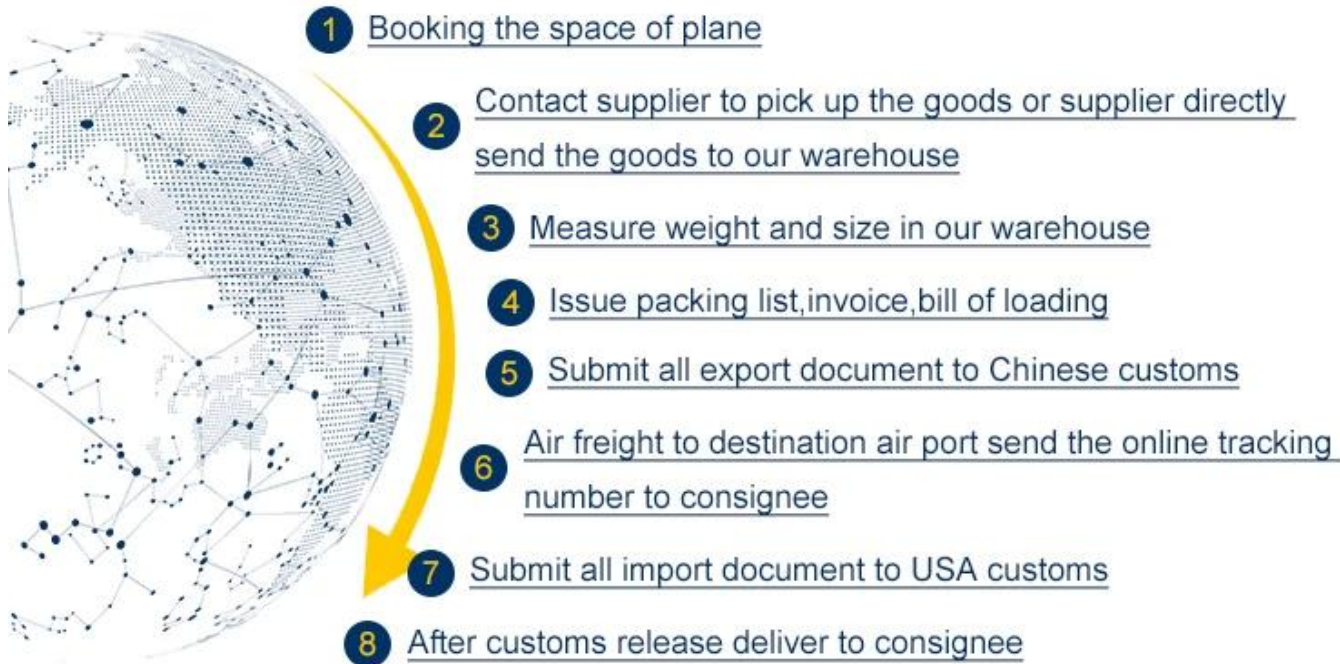 1 Booking the space of plane
2 Contact supplier to pick up the goods or supplier directly
send the goods to our warehouse
3 Measure weight and size in our warehouse
4 Issue packing list,invoice,bill of loading
5 Submit all export document to Chinese customs
6 Air freight to destination air port send the online tracking
number to consignee
7 Submit all import document to USA customs
8 After customs release deliver to consignee